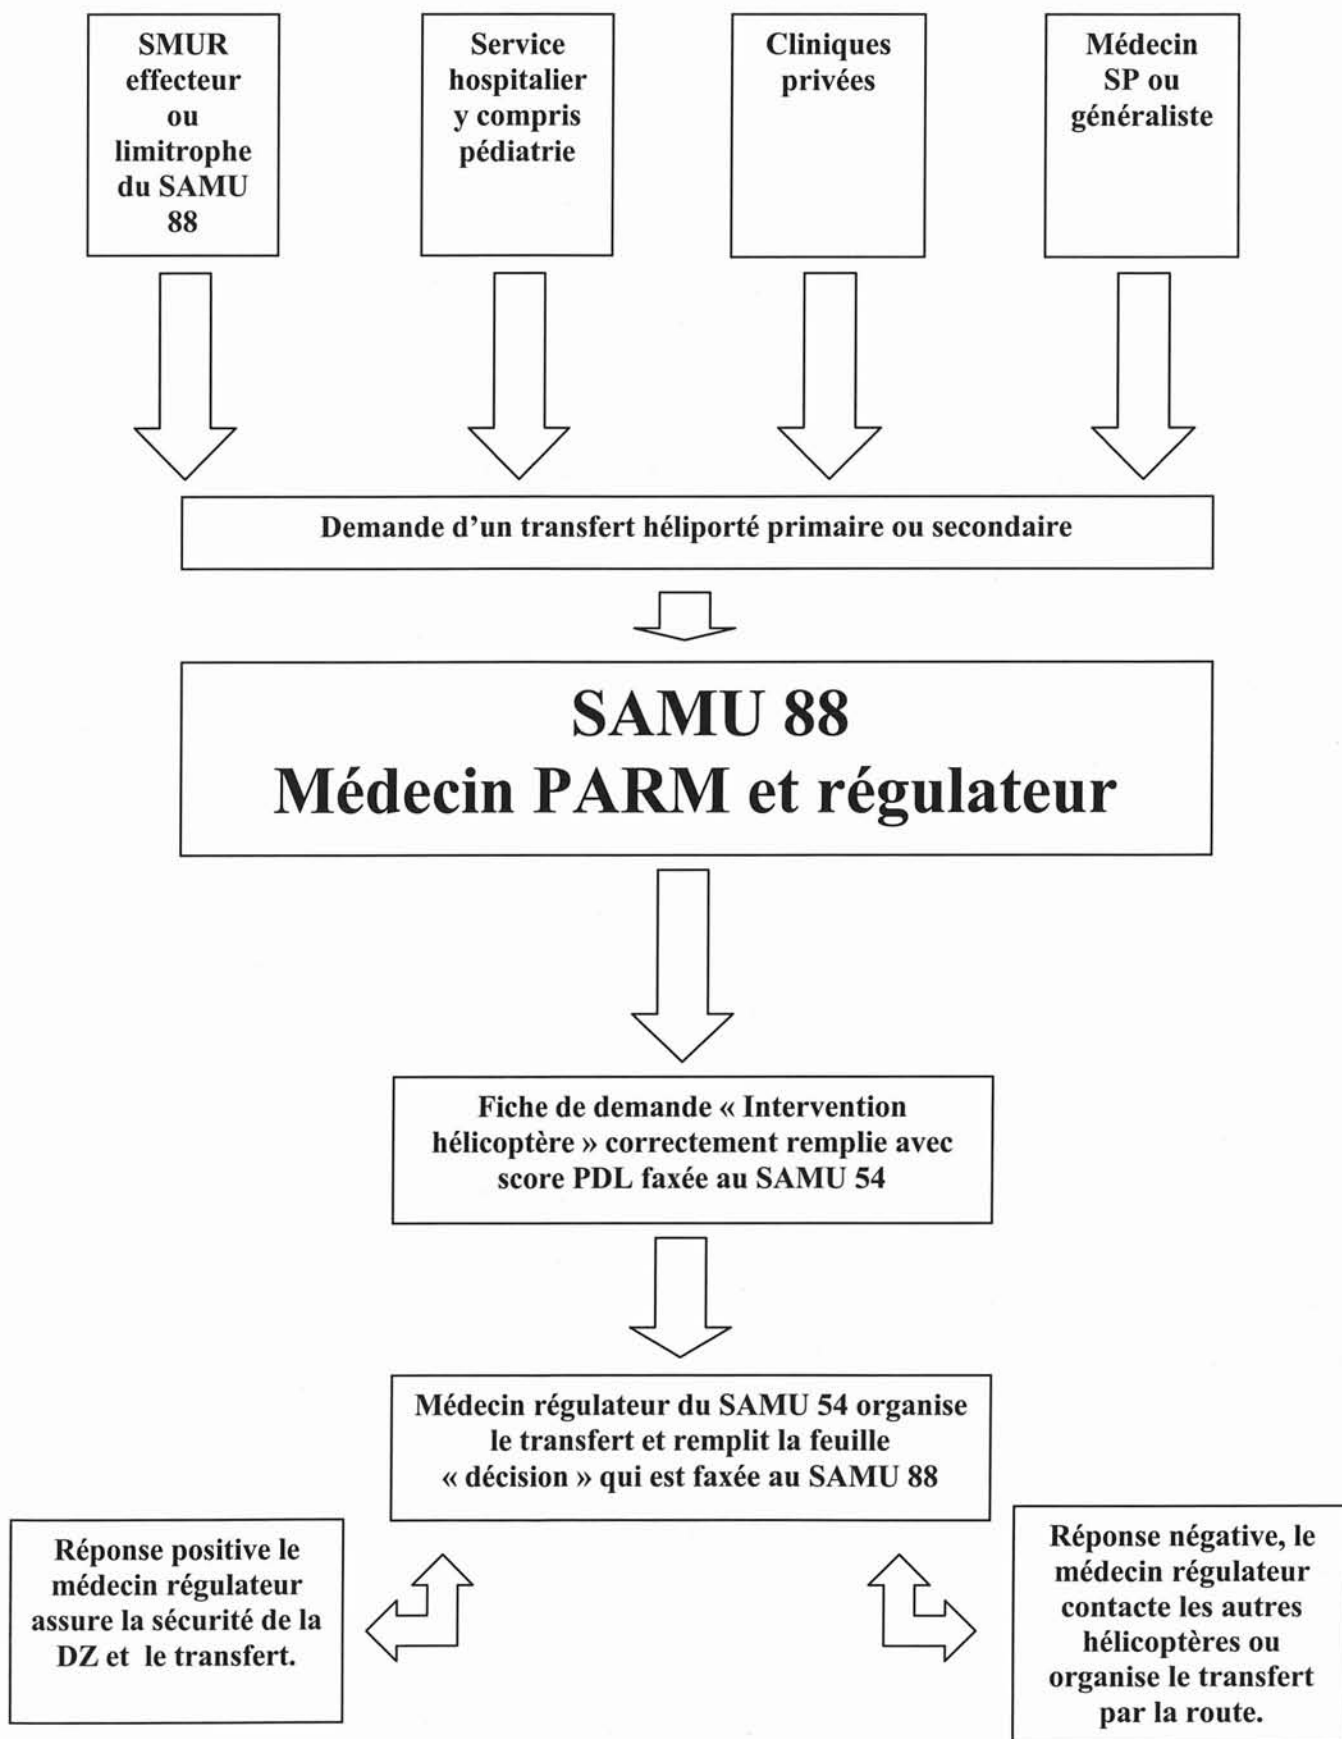 SMUR
effecteur
ou
limitrophe
du SAMU
88
Service
hospitalier
y compris
pédiatrie
Cliniques
privées
Médecin
SP ou
généraliste
Demande d’un transfert héliporté primaire ou secondaire
SAMU 88
Médecin PARM et régulateur
Fiche de demande « Intervention
hélicoptère » correctement remplie avec
score PDL faxée au SAMU 54
Médecin régulateur du SAMU 54 organise
le transfert et remplit la feuille
« décision » qui est faxée au SAMU 88
Réponse positive le
médecin régulateur
assure la sécurité de la
DZ et le transfert.
Réponse négative, le
médecin régulateur
contacte les autres
hélicoptères ou
organise le transfert
par la route.